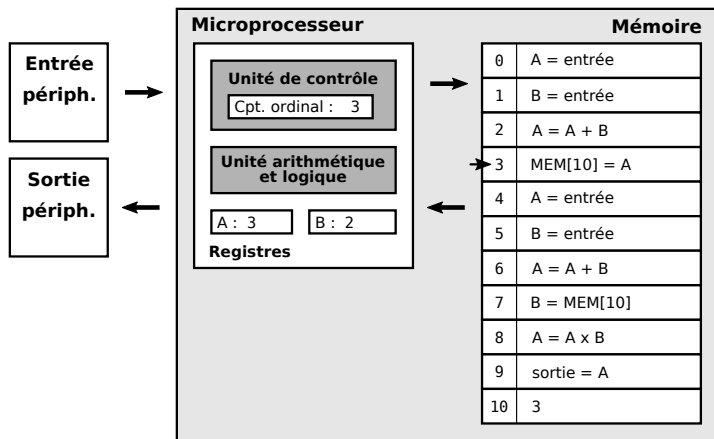 Microprocesseur
Mémoire
Entrée
périph.
Sortie
périph.
Unité de contrôle
Cpt. ordinal : 3
Unité arithmétique
et logique
A : 3
B : 2
Registres
0 A = entrée
1 B = entrée
2 A = A + B
3 MEM[10] = A
4 A = entrée
5 B = entrée
6 A = A + B
7 B = MEM[10]
8 A = A x B
9 sortie = A
10 3